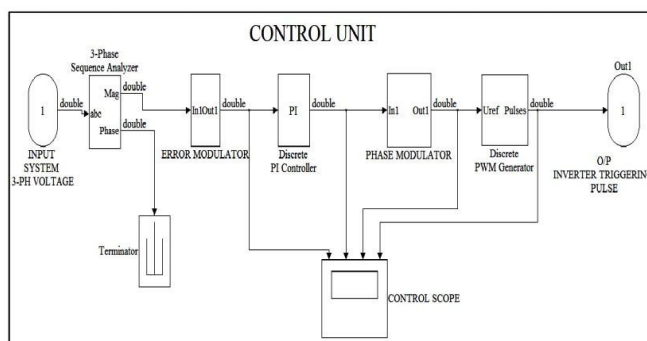 CONTROL UNIT
3-Phase
Sequence Analyzer
Out1
double
Mag
double
double
double
double
double
1
abc
In1Out1
PI
In1
Out1
Uref
Pulses
1
Phase
double
INPUT
SYSTEM
3-PH VOLTAGE
ERROR MODULATOR
Discrete
PI Controller
PHASE MODULATOR
Discrete
PWM Generator
O/P
INVERTER TRIGGERING
PULSE
Terminator
CONTROL SCOPE